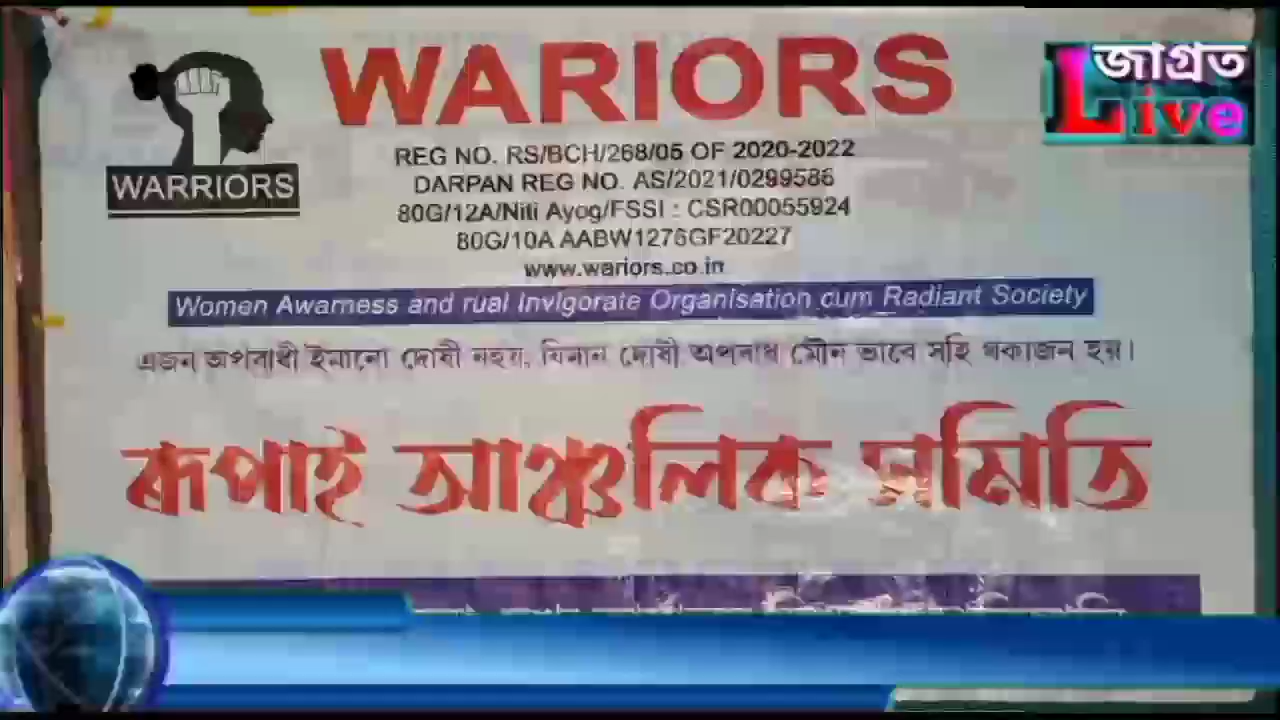 WARIORS
জাগ্ৰত
Live
WARRIORS
REG NO. RS/BCH/268/05 OF 2020-2022
DARPAN REG NO. AS/2021/0299586
80G/12A/Niti Ayog/FSSI : CSR00055924
80G/10A AABW1276GF20227
www.wariors.co.in
Women Awarness and rual Invigorate Organisation cum Radiant Society
এজন অপৰাধী ইমানো দোষী নহয়, যিমান দোষী অপৰাধ মৌন ভাবে সহি থকাজন হয়।
ৰূপাই আঞ্চলিক সমিতি